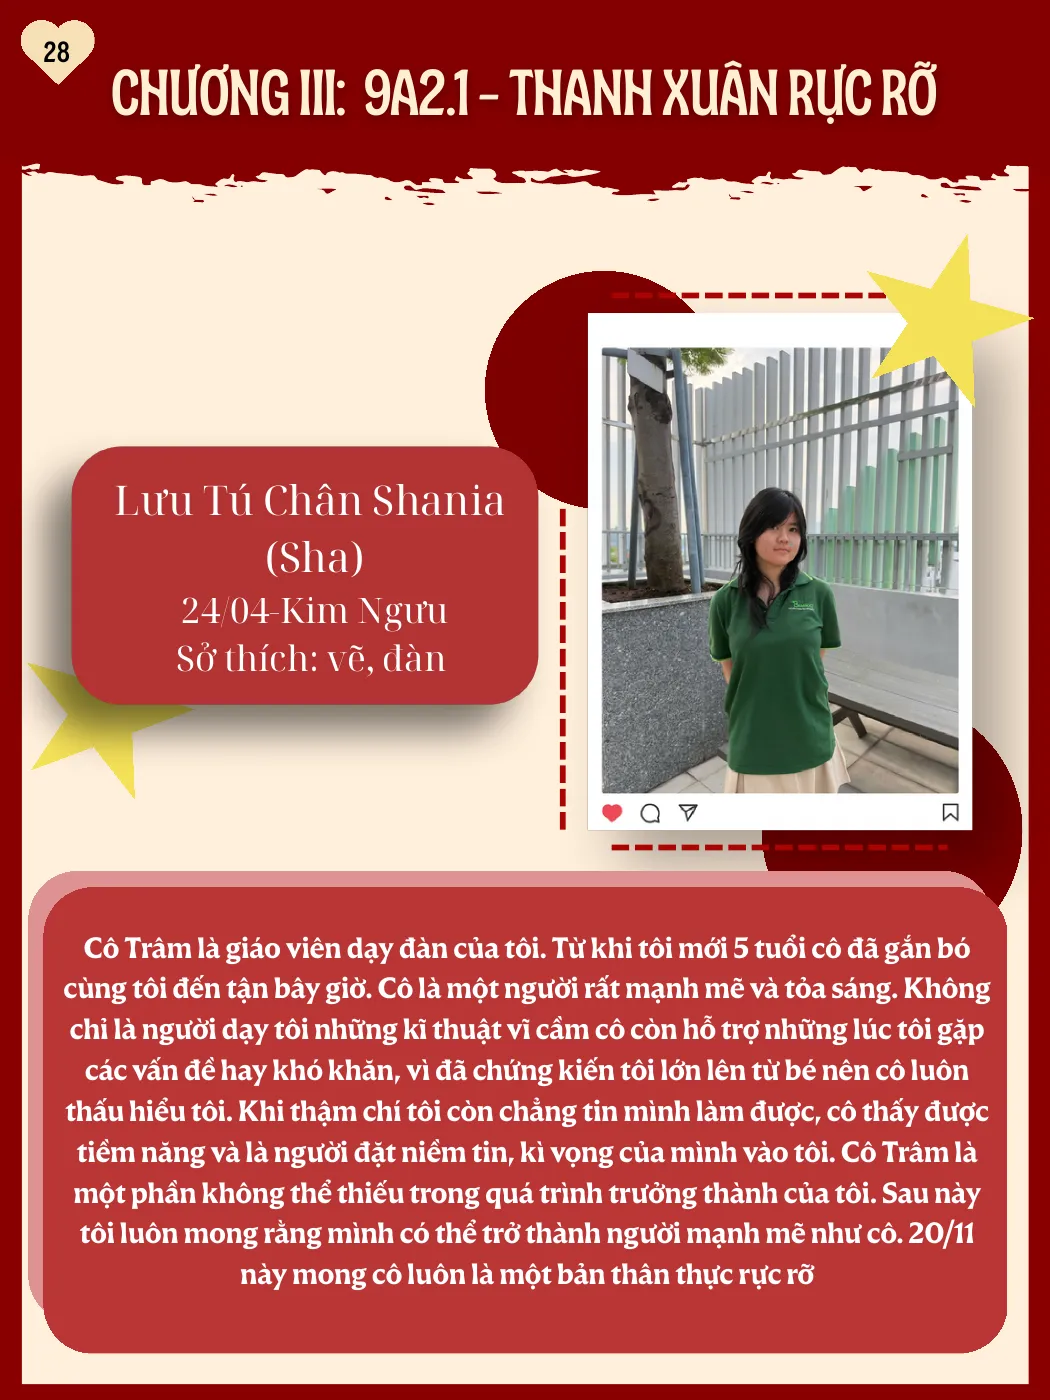 28
CHƯƠNG III: 9A2.1 - THANH XUÂN RỰC RỠ
Lưu Tú Chân Shania
(Sha)
24/04-Kim Ngưu
Sở thích: vẽ, đàn
Cô Trâm là giáo viên dạy đàn của tôi. Từ khi tôi mới 5 tuổi cô đã gắn bó
cùng tôi đến tận bây giờ. Cô là một người rất mạnh mẽ và tỏa sáng. Không
chỉ là người dạy tôi những kĩ thuật vĩ cầm cô còn hỗ trợ những lúc tôi gặp
các vấn đề hay khó khăn, vì đã chứng kiến tôi lớn lên từ bé nên cô luôn
thấu hiểu tôi. Khi thậm chí tôi còn chẳng tin mình làm được, cô thấy được
tiềm năng và là người đặt niềm tin, kì vọng của mình vào tôi. Cô Trâm là
một phần không thể thiếu trong quá trình trưởng thành của tôi. Sau này
tôi luôn mong rằng mình có thể trở thành người mạnh mẽ như cô. 20/11
này mong cô luôn là một bản thân thực rực rỡ